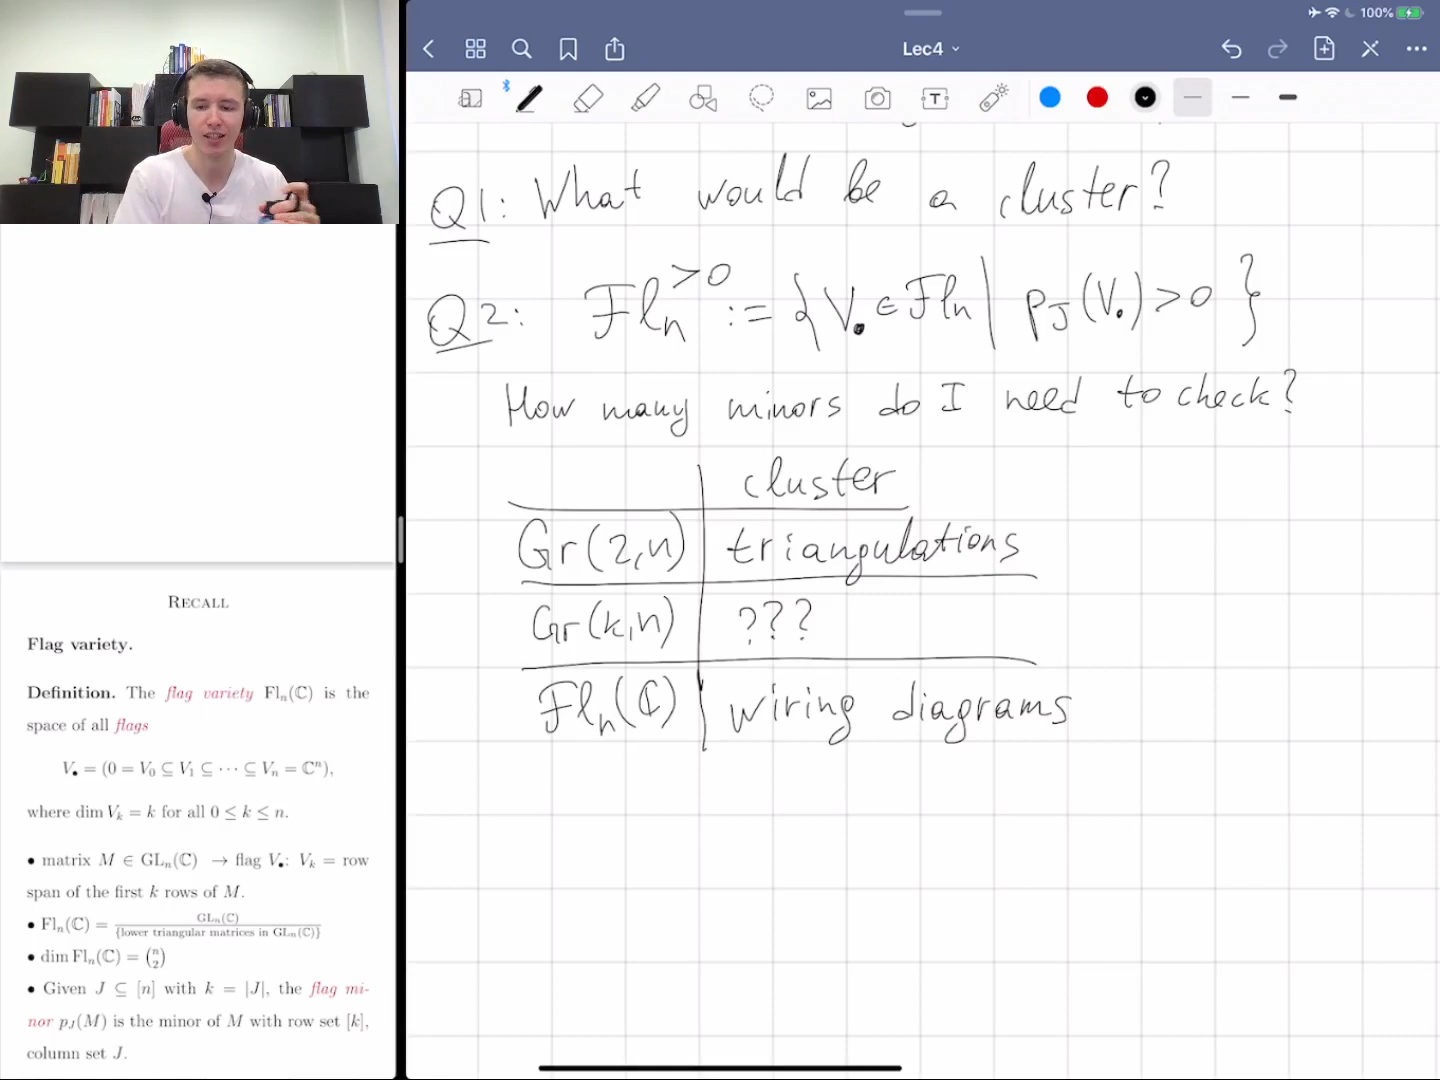 100%
Lec4
Q1: What would be a cluster?
Q2: Fl_n^{>0} := { V• ∈ Fl_n | p_J(V•) > 0 }
How many minors do I need to check?
cluster
Gr(2,n) triangulations
Gr(k,n) ???
Fl_n(ℂ) wiring diagrams
RECALL
Flag variety.
Definition. The flag variety Fl_n(ℂ) is the
space of all flags
V• = (0 = V_0 ⊆ V_1 ⊆ ··· ⊆ V_n = ℂ^n),
where dim V_k = k for all 0 ≤ k ≤ n.
• matrix M ∈ GL_n(ℂ) → flag V•: V_k = row
span of the first k rows of M.
• Fl_n(ℂ) = GL_n(ℂ) / {lower triangular matrices in GL_n(ℂ)}
• dim Fl_n(ℂ) = (n 2)
• Given J ⊆ [n] with k = |J|, the flag mi-
nor p_J(M) is the minor of M with row set [k],
column set J.